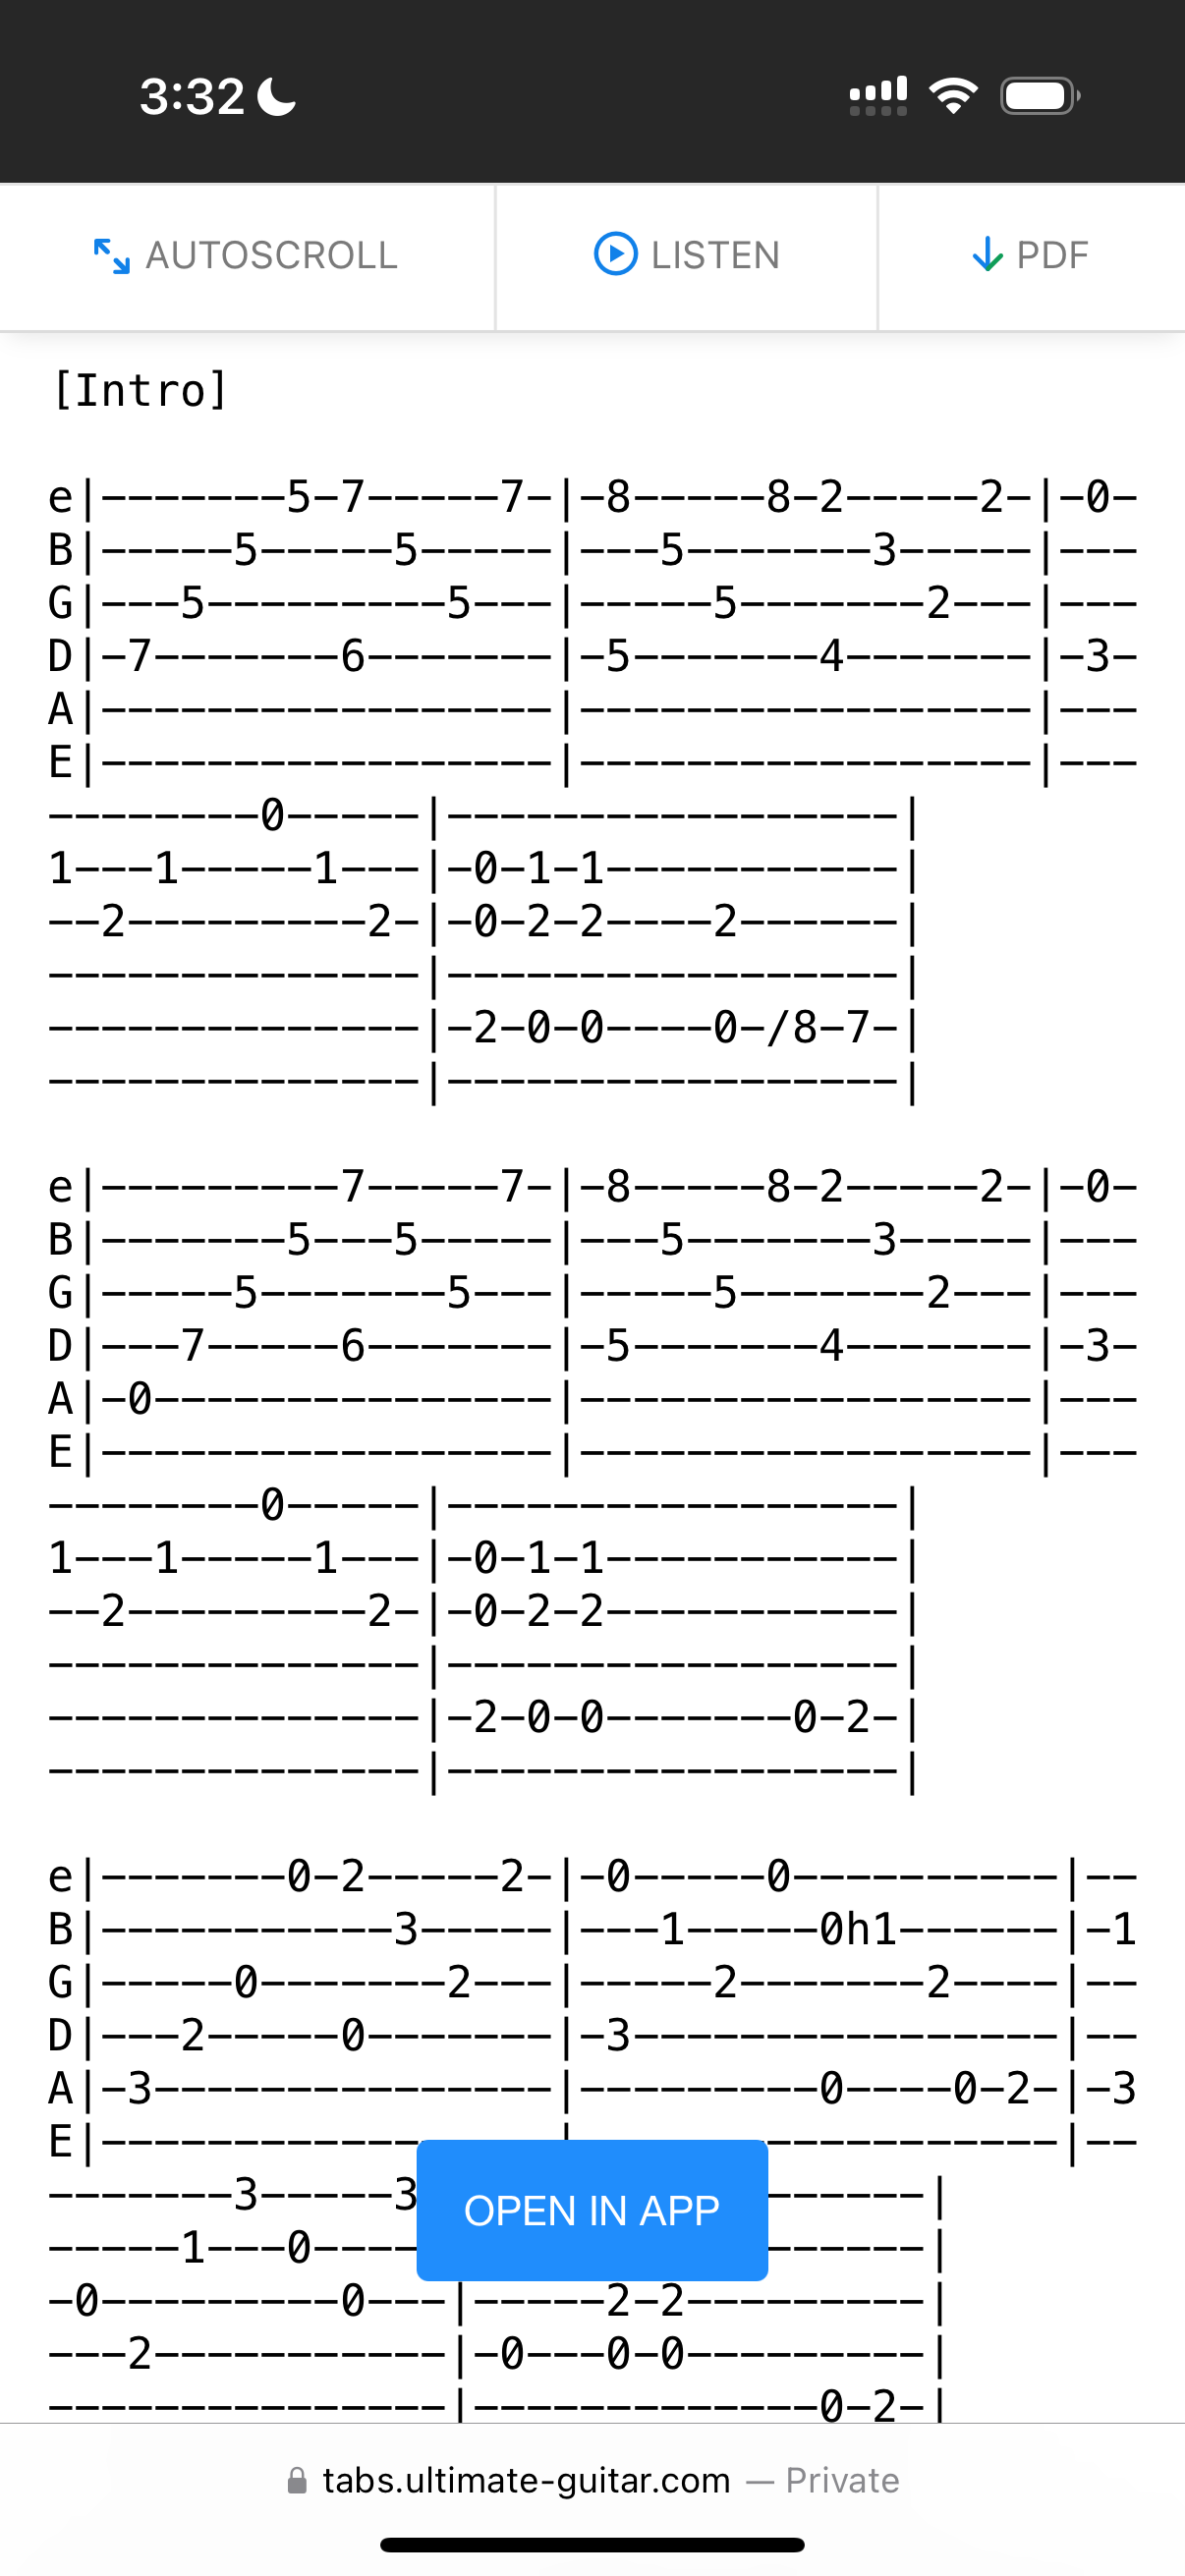 3:32
AUTOSCROLL LISTEN PDF
[Intro]
e|-------5-7-----7-|-8-----8-2-----2-|-0-
B|-----5-----5-----|---5-------3-----|---
G|---5---------5---|-----5-------2---|---
D|-7-------6-------|-5-------4-------|-3-
A|-----------------|-----------------|---
E|-----------------|-----------------|---
--------0-----|-----------------|
1---1-----1---|-0-1-1-----------|
--2---------2-|-0-2-2----2------|
--------------|-----------------|
--------------|-2-0-0----0-/8-7-|
--------------|-----------------|
e|---------7-----7-|-8-----8-2-----2-|-0-
B|-------5---5-----|---5-------3-----|---
G|-----5-------5---|-----5-------2---|---
D|---7-----6-------|-5-------4-------|-3-
A|-0---------------|-----------------|---
E|-----------------|-----------------|---
--------0-----|-----------------|
1---1-----1---|-0-1-1-----------|
--2---------2-|-0-2-2-----------|
--------------|-----------------|
--------------|-2-0-0-------0-2-|
--------------|-----------------|
e|-------0-2-----2-|-0-----0----------|--
B|-----------3-----|---1-----0h1------|-1
G|-----0-------2---|-----2-------2----|--
D|---2-----0-------|-3----------------|--
A|-3---------------|---------0----0-2-|-3
E|-----------------|------------------|--
-------3-----3 ------|
-----1---0---- ------|
-0---------0---|-----2-2---------|
---2-----------|-0---0-0---------|
---------------|-------------0-2-|
OPEN IN APP
tabs.ultimate-guitar.com — Private